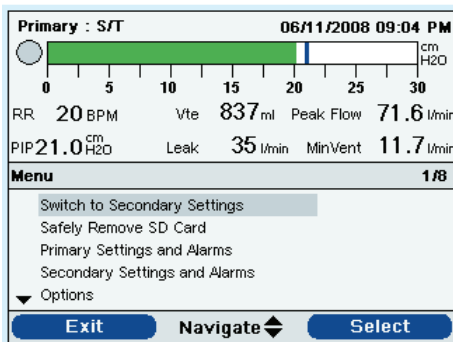 Primary : S/T 06/11/2008 09:04 PM
cm
H2O
0 5 10 15 20 25 30
RR 20 BPM Vte 837 ml Peak Flow 71.6 l/min
PIP 21.0 cm H2O Leak 35 l/min MinVent 11.7 l/min
Menu 1/8
Switch to Secondary Settings
Safely Remove SD Card
Primary Settings and Alarms
Secondary Settings and Alarms
Options
Exit Navigate Select